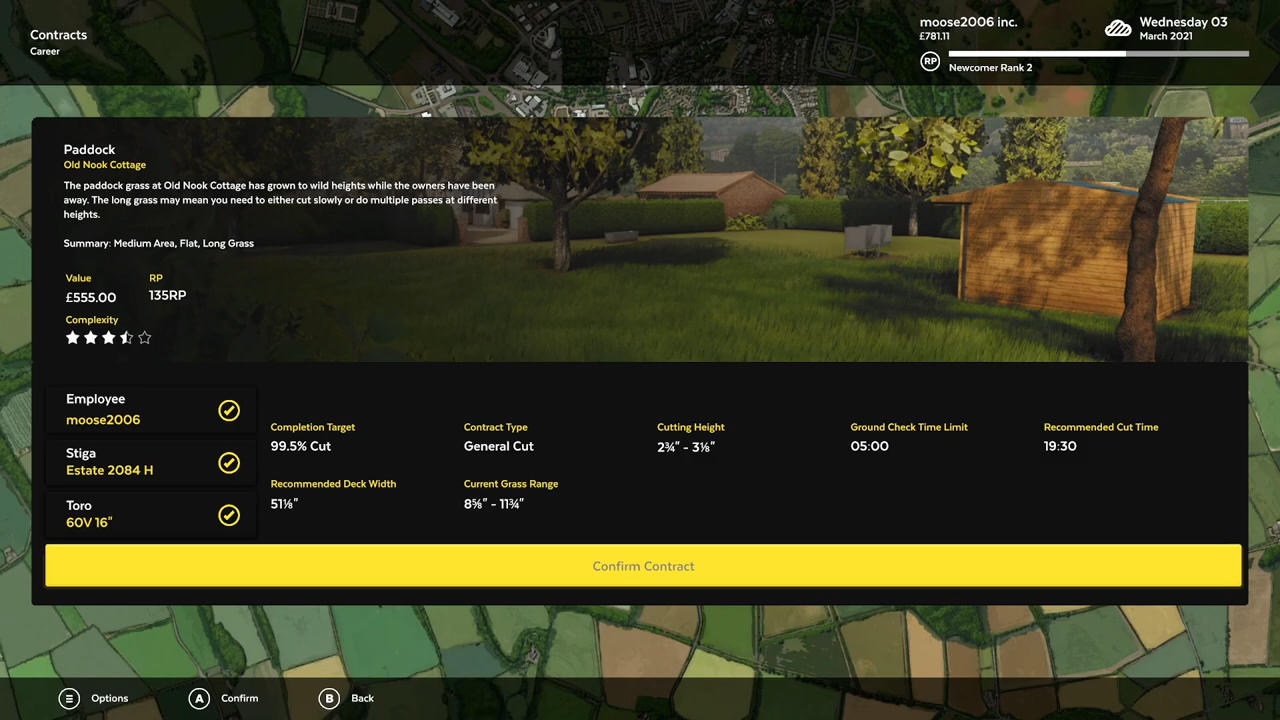 Contracts
Career
moose2006 inc.
£781.11
Wednesday 03
March 2021
RP
Newcomer Rank 2
Paddock
Old Nook Cottage
The paddock grass at Old Nook Cottage has grown to wild heights while the owners have been
away. The long grass may mean you need to either cut slowly or do multiple passes at different
heights.
Summary: Medium Area, Flat, Long Grass
Value RP
£555.00 135RP
Complexity
Employee
moose2006
Stiga
Estate 2084 H
Toro
60V 16"
Completion Target Contract Type Cutting Height Ground Check Time Limit Recommended Cut Time
99.5% Cut General Cut 2¾" - 3⅛" 05:00 19:30
Recommended Deck Width Current Grass Range
51⅛" 8⅝" - 11¾"
Confirm Contract
Options A Confirm B Back